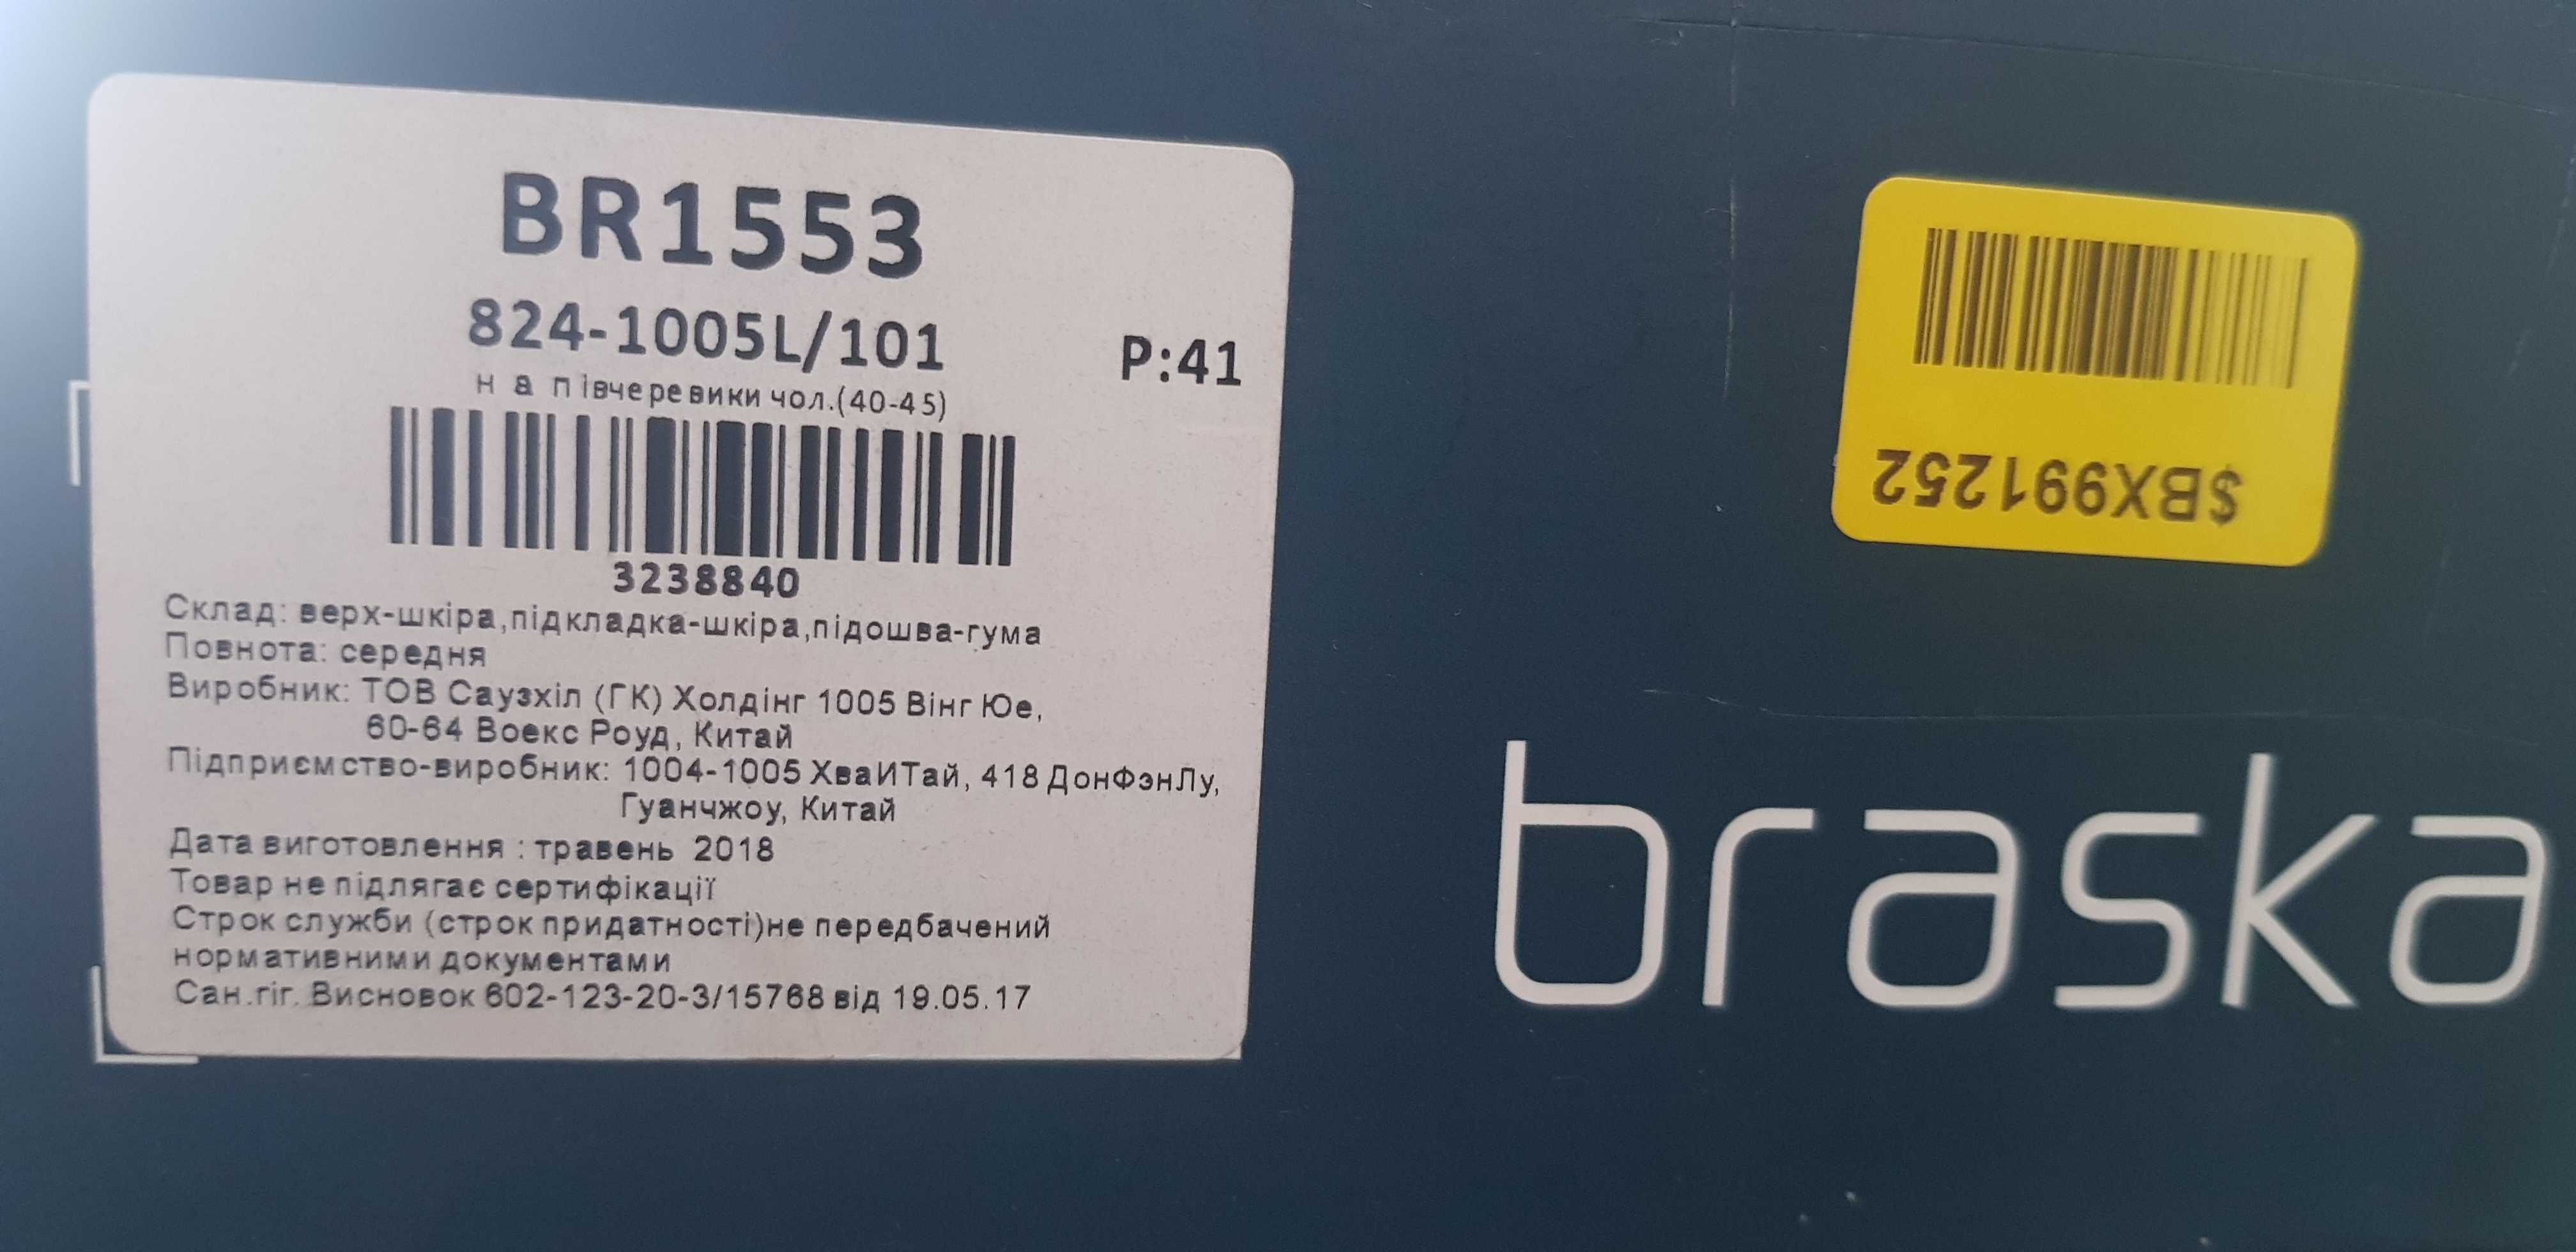 BR1553
824-1005L/101
Р:41
н а півчеревики чол.(40-45)
3238840
Склад: верх-шкіра,підкладка-шкіра,підошва-гума
Повнота: середня
Виробник: ТОВ Саузхіл (ГК) Холдінг 1005 Вінг Юе,
60-64 Воекс Роуд, Китай
Підприємство-виробник: 1004-1005 ХваИТай, 418 ДонФэнЛу,
Гуанчжоу, Китай
Дата виготовлення : травень 2018
Товар не підлягає сертифікації
Строк служби (строк придатності)не передбачений
нормативними документами
Сан.гіг. Висновок 602-123-20-3/15768 від 19.05.17
$BX991252
braska